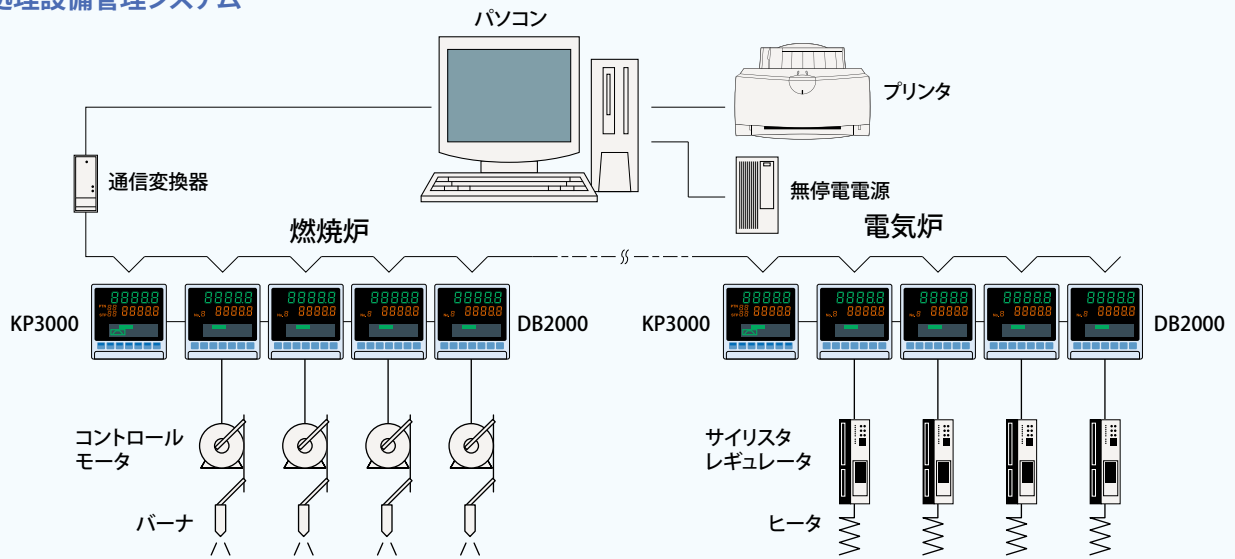 処理設備管理システム
パソコン
プリンタ
通信変換器
無停電電源
燃焼炉
電気炉
KP3000
DB2000
KP3000
DB2000
コントロール
モータ
サイリスタ
レギュレータ
バーナ
ヒータ